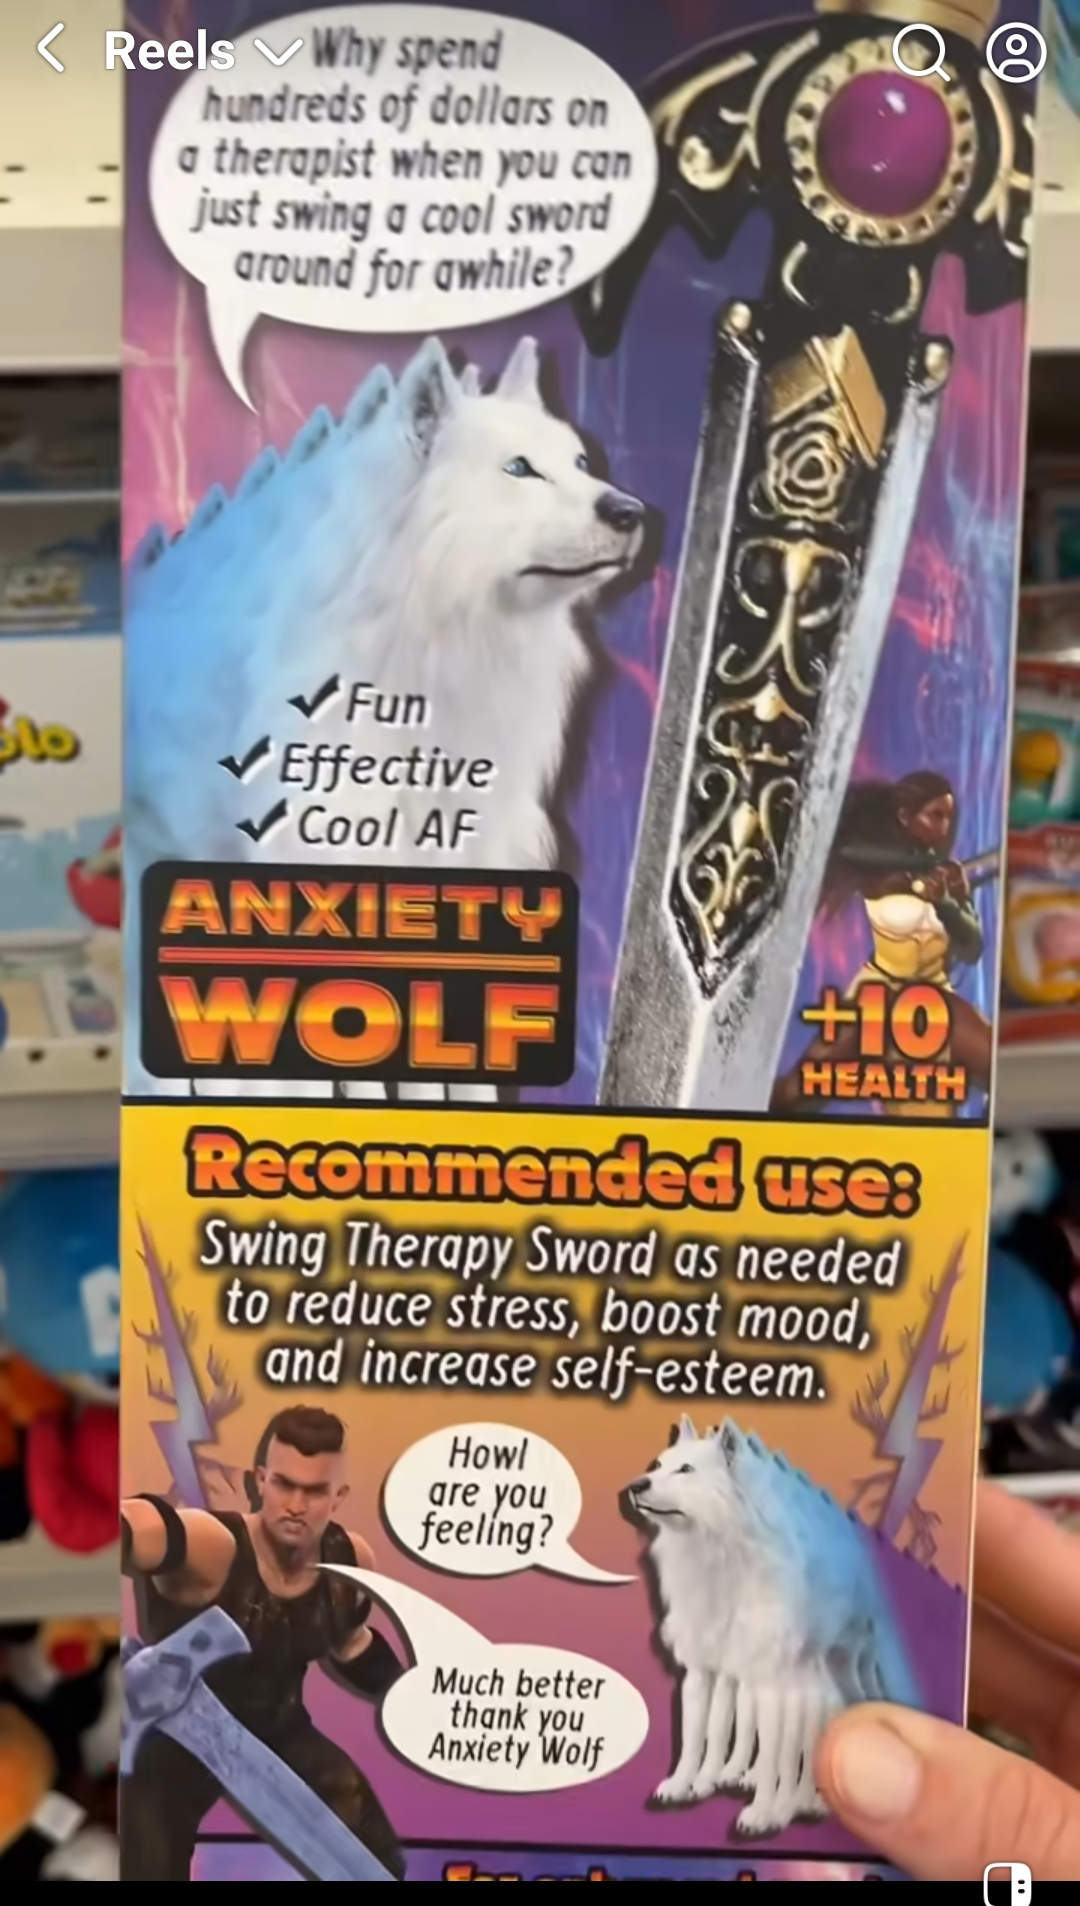 Reels
Why spend
hundreds of dollars on
a therapist when you can
just swing a cool sword
around for awhile?
✓ Fun
✓ Effective
✓ Cool AF
ANXIETY
WOLF
+10
HEALTH
Recommended use:
Swing Therapy Sword as needed
to reduce stress, boost mood,
and increase self-esteem.
Howl
are you
feeling?
Much better
thank you
Anxiety Wolf